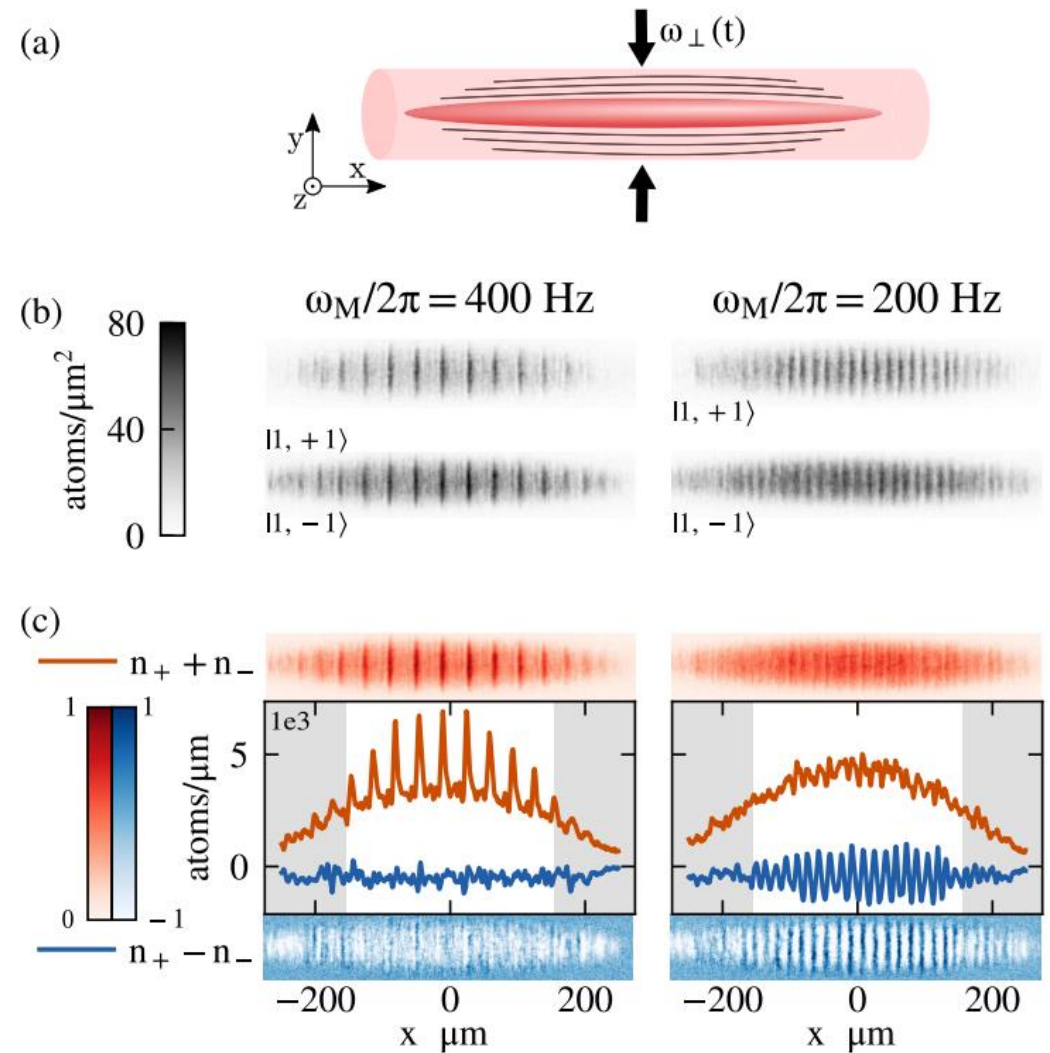 (a)
ω⊥(t)
y
x
z
(b)
ωM/2π = 400 Hz
ωM/2π = 200 Hz
80
40
0
atoms/μm²
|1, +1⟩
|1, +1⟩
|1, −1⟩
|1, −1⟩
(c)
n+ + n−
1
1
0
−1
atoms/μm
1e3
5
0
n+ − n−
−200
0
200
−200
0
200
x μm
x μm